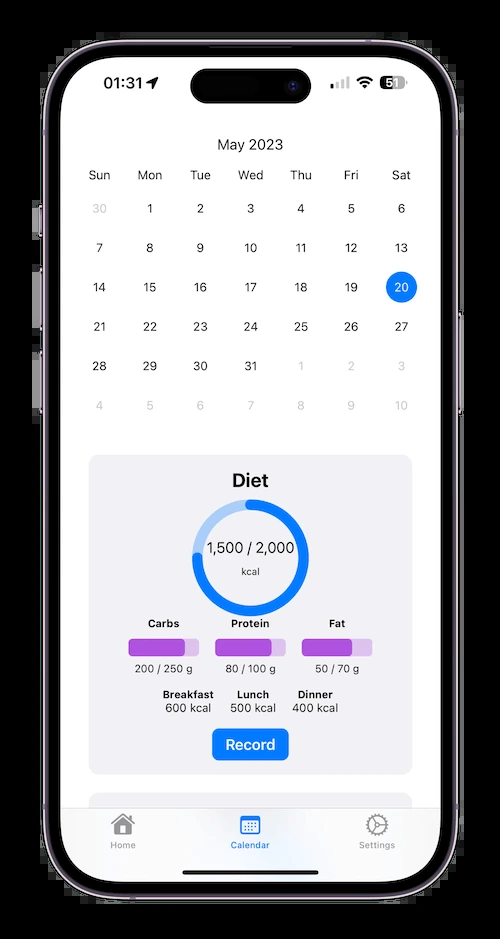 01:31
51
May 2023
Sun Mon Tue Wed Thu Fri Sat
30 1 2 3 4 5 6
7 8 9 10 11 12 13
14 15 16 17 18 19 20
21 22 23 24 25 26 27
28 29 30 31 1 2 3
4 5 6 7 8 9 10
Diet
1,500 / 2,000
kcal
Carbs Protein Fat
200 / 250 g 80 / 100 g 50 / 70 g
Breakfast Lunch Dinner
600 kcal 500 kcal 400 kcal
Record
Home Calendar Settings